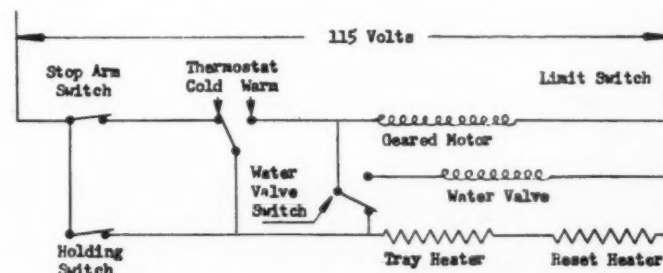 115 Volts
Stop Arm
Switch
Thermostat
Cold Warm
Limit Switch
Geared Motor
Water
Valve
Switch
Water Valve
Holding
Switch
Tray Heater
Reset Heater